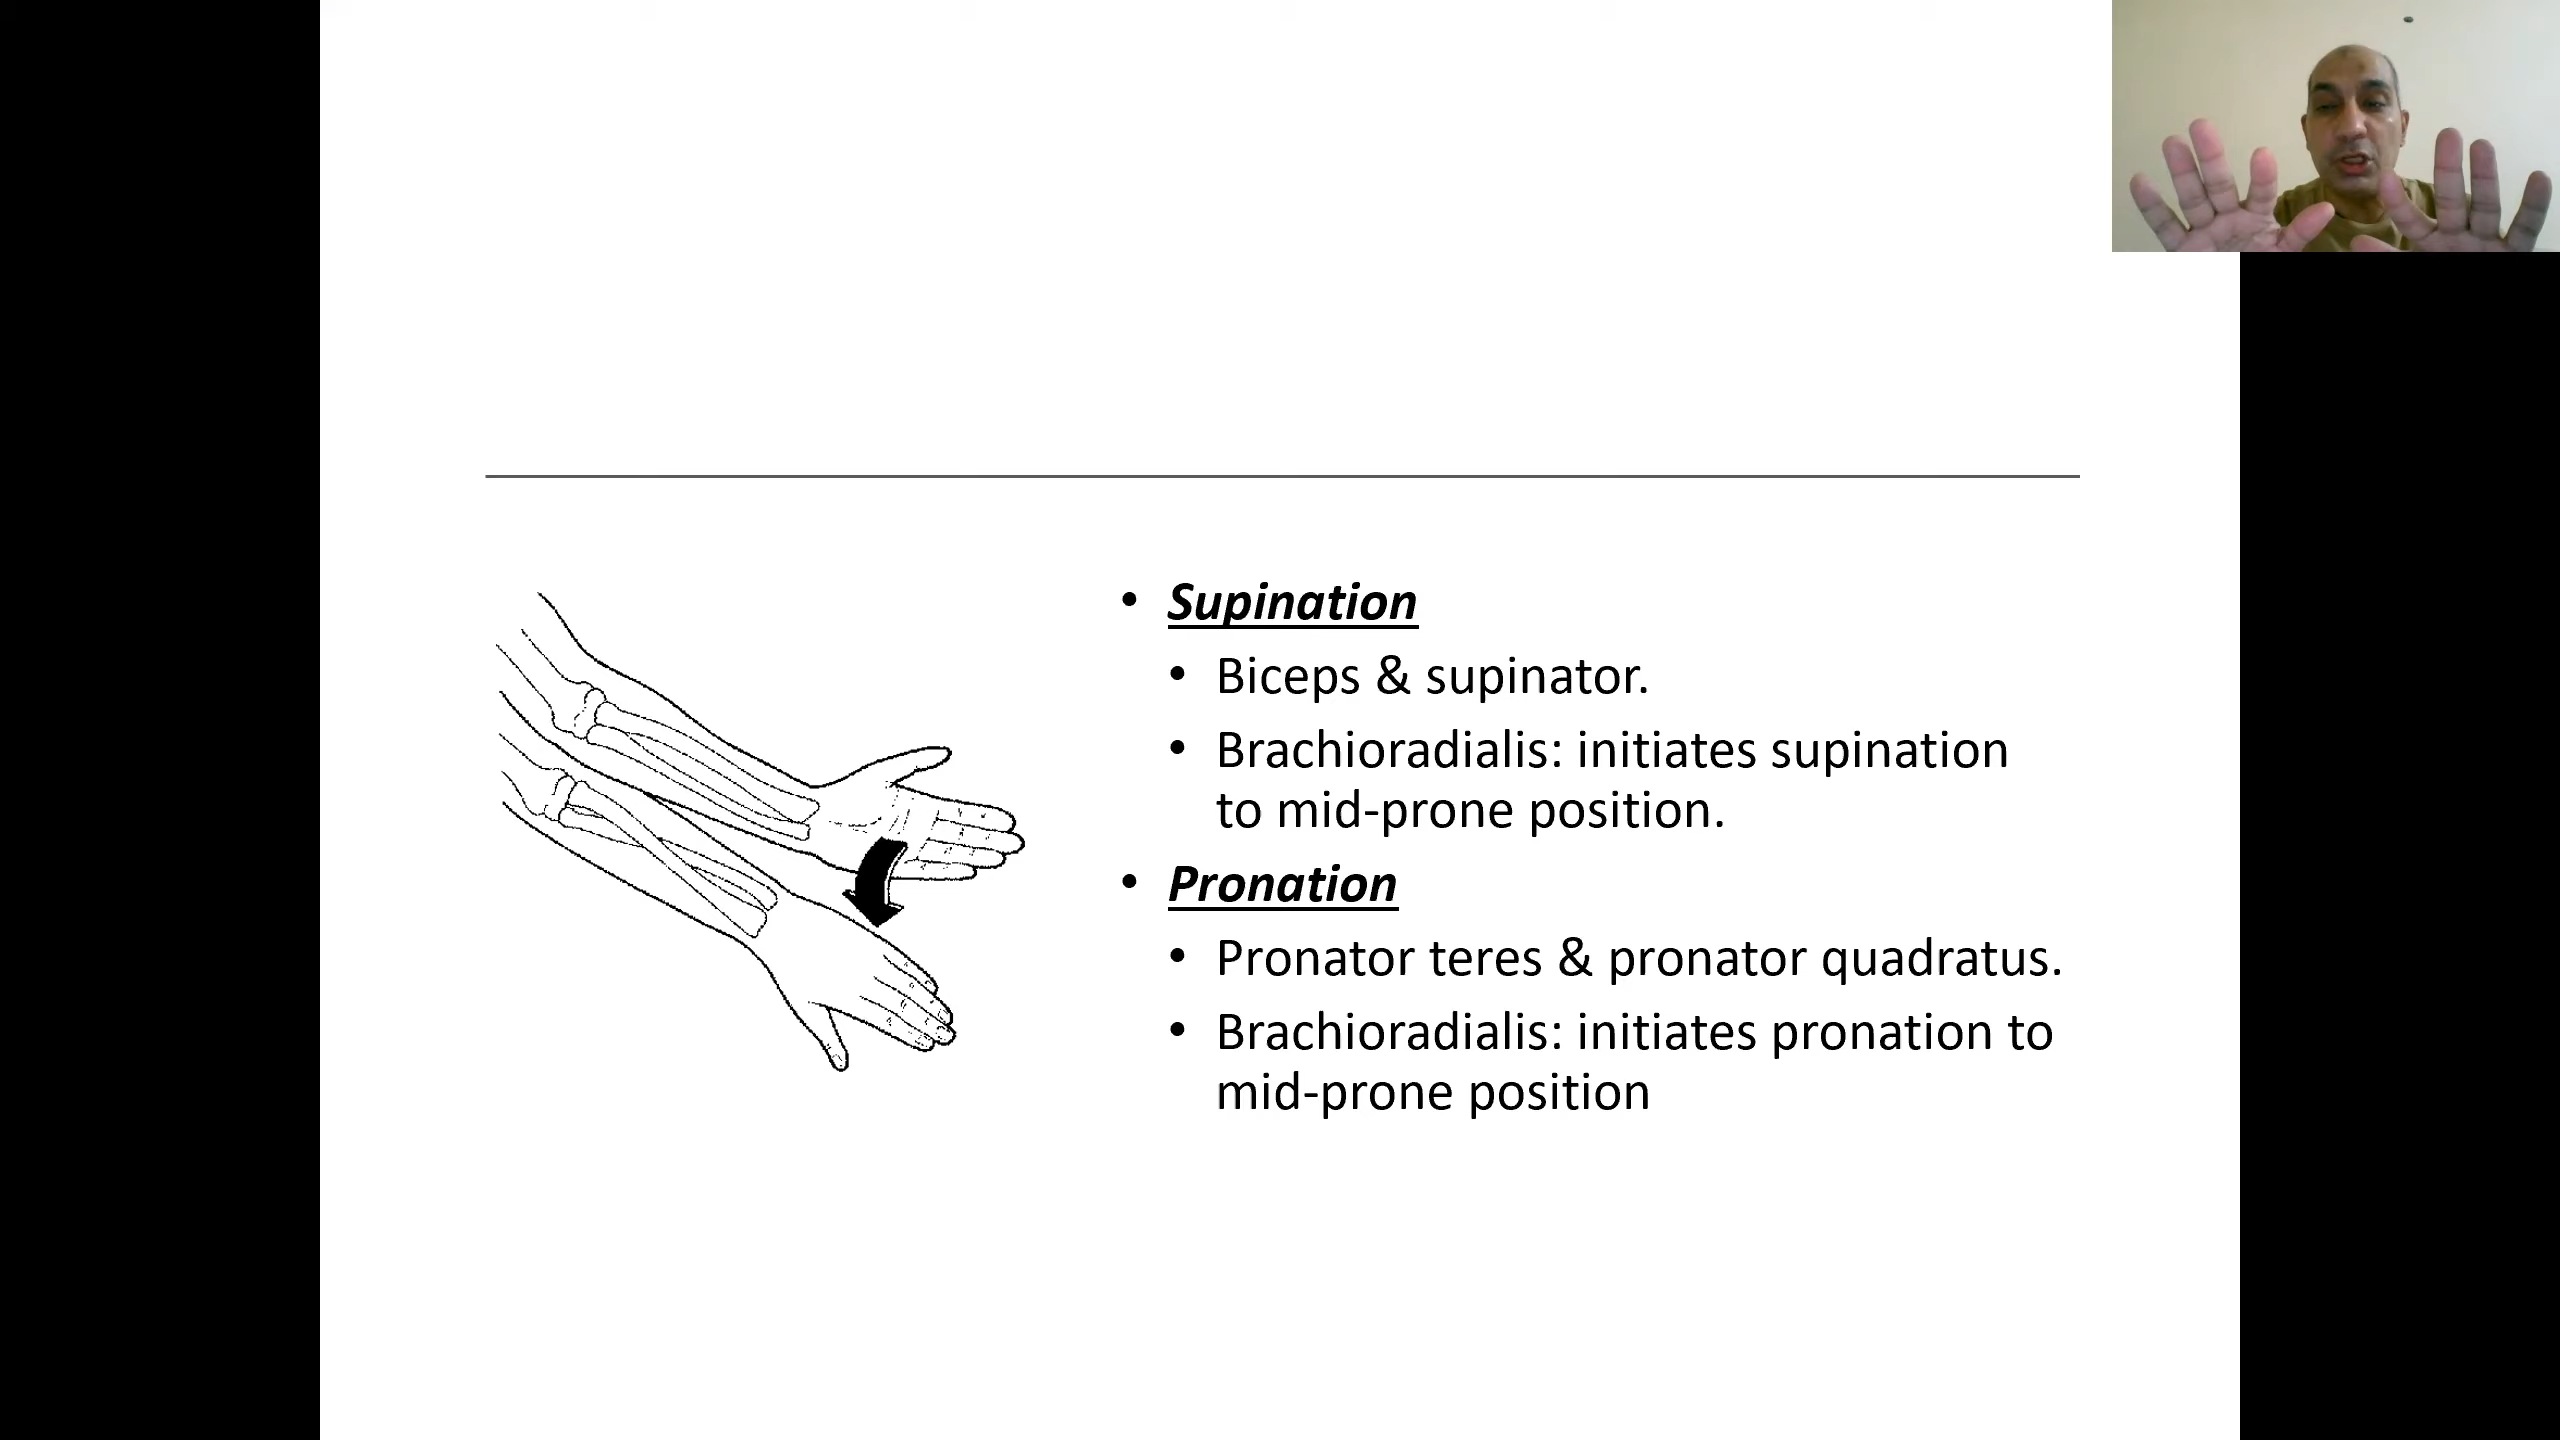 • Supination
• Biceps & supinator.
• Brachioradialis: initiates supination
to mid-prone position.
• Pronation
• Pronator teres & pronator quadratus.
• Brachioradialis: initiates pronation to
mid-prone position